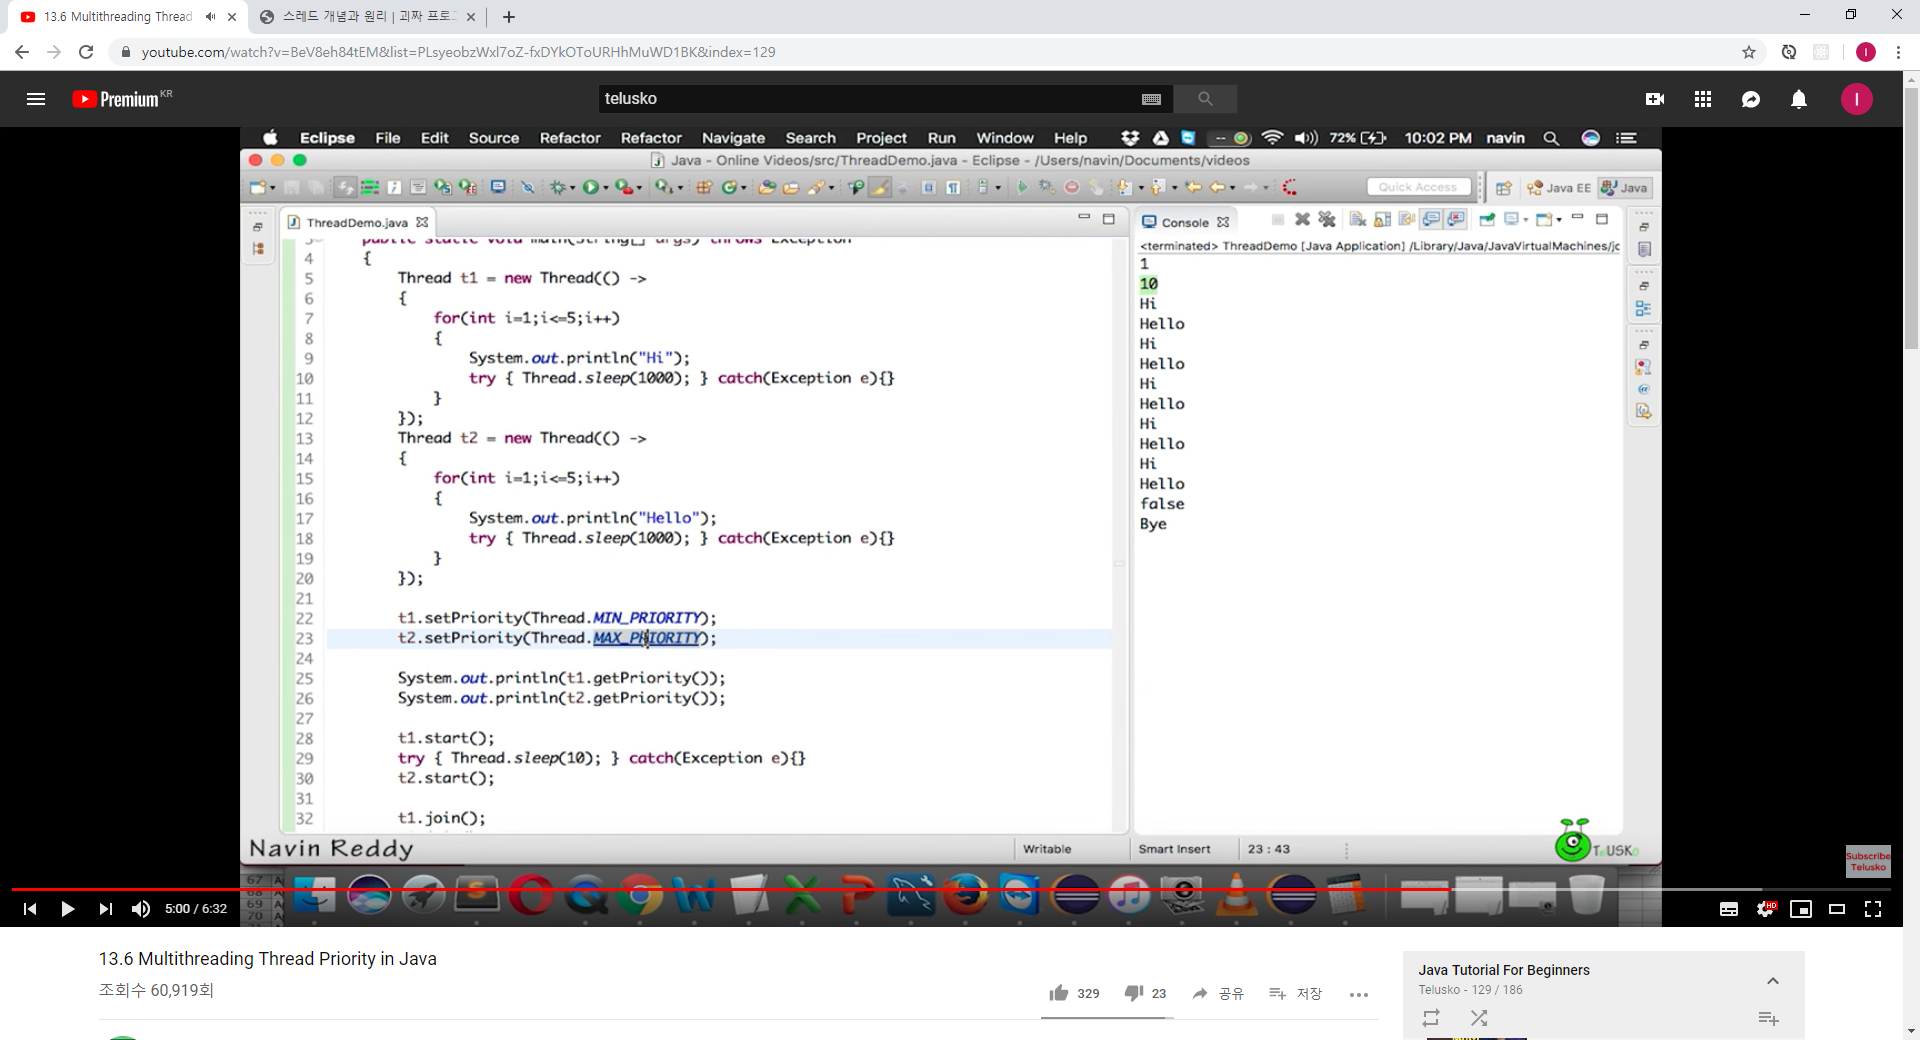 13.6 Multithreading Thread
스레드 개념과 원리 | 괴짜 프로그
youtube.com/watch?v=BeV8eh84tEM&list=PLsyeobzWxl7oZ-fxDYkOToURHhMuWD1BK&index=129
I
Premium KR
telusko
I
Eclipse File Edit Source Refactor Refactor Navigate Search Project Run Window Help -- 72% 10:02 PM navin
Java - Online Videos/src/ThreadDemo.java - Eclipse - /Users/navin/Documents/videos
Quick Access Java EE Java
ThreadDemo.java
3 public static void main(String[] args) throws Exception
4 {
5 Thread t1 = new Thread(() ->
6 {
7 for(int i=1;i<=5;i++)
8 {
9 System.out.println("Hi");
10 try { Thread.sleep(1000); } catch(Exception e){}
11 }
12 });
13 Thread t2 = new Thread(() ->
14 {
15 for(int i=1;i<=5;i++)
16 {
17 System.out.println("Hello");
18 try { Thread.sleep(1000); } catch(Exception e){}
19 }
20 });
21
22 t1.setPriority(Thread.MIN_PRIORITY);
23 t2.setPriority(Thread.MAX_PRIORITY);
24
25 System.out.println(t1.getPriority());
26 System.out.println(t2.getPriority());
27
28 t1.start();
29 try { Thread.sleep(10); } catch(Exception e){}
30 t2.start();
31
32 t1.join();
Console
<terminated> ThreadDemo [Java Application] /Library/Java/JavaVirtualMachines/jc
1
10
Hi
Hello
Hi
Hello
Hi
Hello
Hi
Hello
Hi
Hello
false
Bye
Navin Reddy
Writable Smart Insert 23 : 43
TelUSKo
Subscribe
Telusko
67
68
69
70
5:00 / 6:32
HD
13.6 Multithreading Thread Priority in Java
조회수 60,919회
329 23 공유 저장
Java Tutorial For Beginners
Telusko - 129 / 186